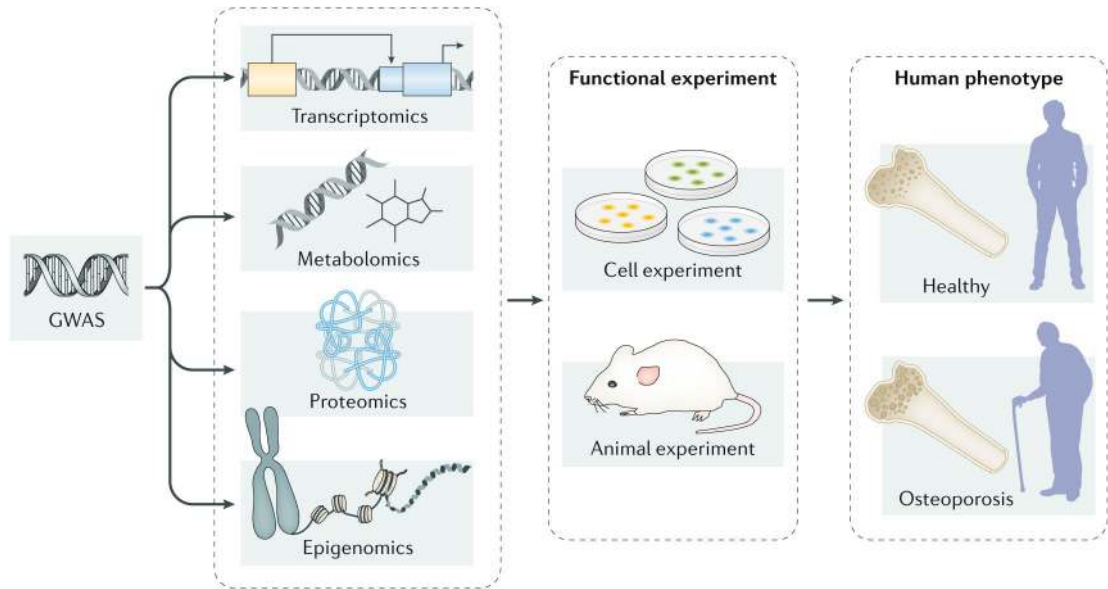 GWAS
Transcriptomics
Metabolomics
Proteomics
Epigenomics
Functional experiment
Cell experiment
Animal experiment
Human phenotype
Healthy
Osteoporosis